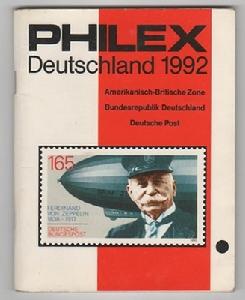 PHILEX
Deutschland 1992
Amerikanisch-Britische Zone
Bundesrepublik Deutschland
Deutsche Post
165
FERDINAND
VON ZEPPELIN
1838-1917
DEUTSCHE
BUNDESPOST